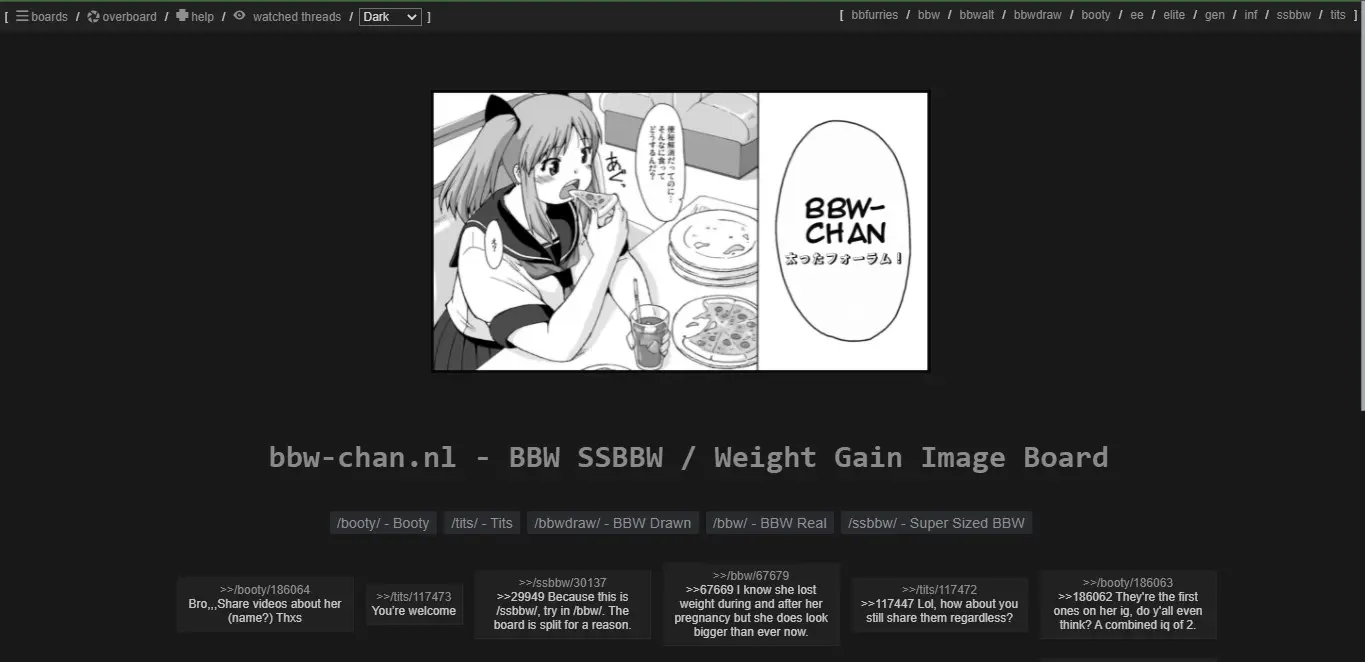 [ boards / overboard / help / watched threads / Dark ]
[ bbfurries / bbw / bbwalt / bbwdraw / booty / ee / elite / gen / inf / ssbbw / tits ]
便秘解消だってのに…
そんなに食って
どうするんだ?
あぐ、
え?
BBW-
CHAN
太ったフォーラム!
bbw-chan.nl - BBW SSBBW / Weight Gain Image Board
/booty/ - Booty
/tits/ - Tits
/bbwdraw/ - BBW Drawn
/bbw/ - BBW Real
/ssbbw/ - Super Sized BBW
>>/booty/186064
Bro,,,Share videos about her
(name?) Thxs
>>/tits/117473
You're welcome
>>/ssbbw/30137
>>29949 Because this is
/ssbbw/, try in /bbw/. The
board is split for a reason.
>>/bbw/67679
>>67669 I know she lost
weight during and after her
pregnancy but she does look
bigger than ever now.
>>/tits/117472
>>117447 Lol, how about you
still share them regardless?
>>/booty/186063
>>186062 They're the first
ones on her ig, do y'all even
think? A combined iq of 2.